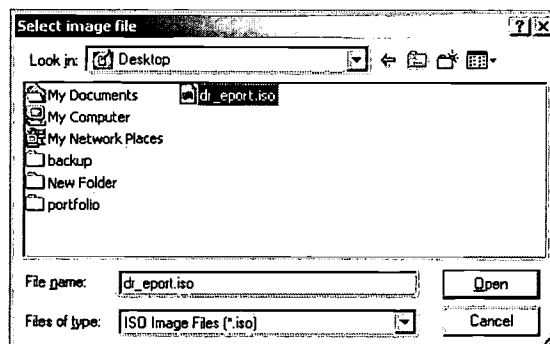 Select image file
Look in: Desktop
My Documents
dr_eport.iso
My Computer
My Network Places
backup
New Folder
portfolio
File name: dr_eport.iso Open
Files of type: ISO Image Files (*.iso) Cancel